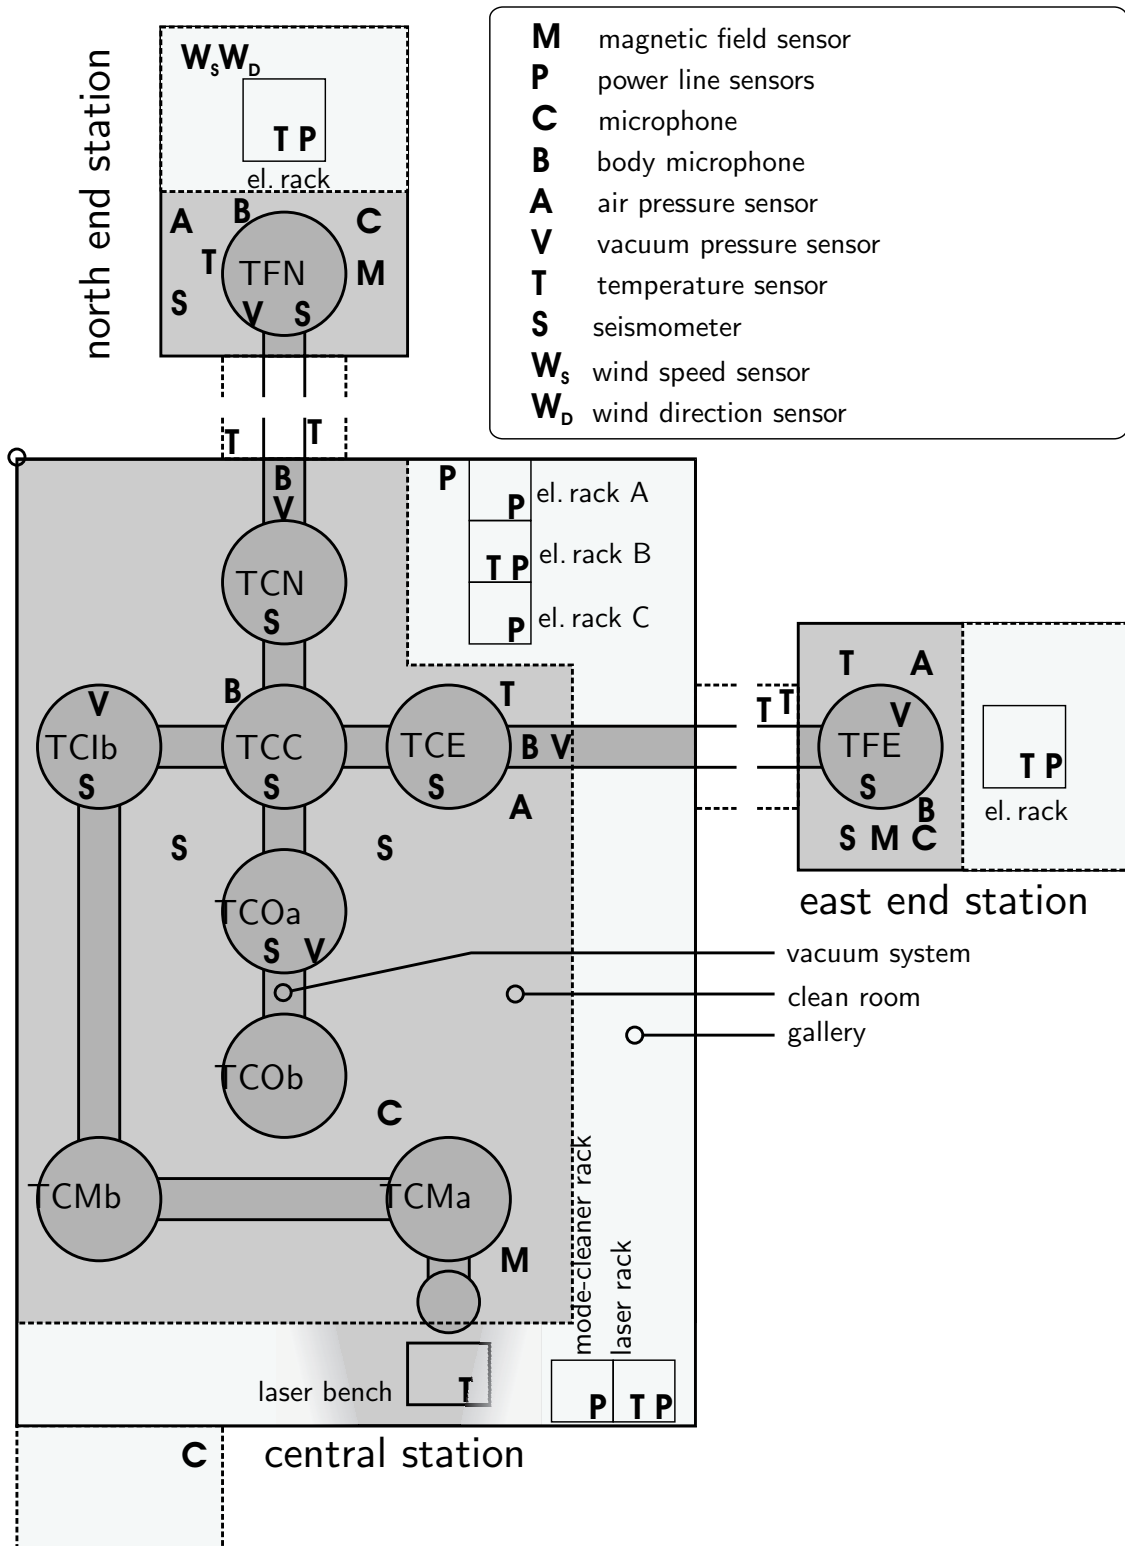 M magnetic field sensor
P power line sensors
C microphone
B body microphone
A air pressure sensor
V vacuum pressure sensor
T temperature sensor
S seismometer
WS wind speed sensor
WD wind direction sensor
north end station
WS WD
T P
el. rack
A B C
T TFN M
S V S
T T
B
V
TCN
S
P
P el. rack A
T P el. rack B
P el. rack C
V
TCIb
S
B
TCC
S
T
TCE B V
S A
S S
TCOa
S V
TCOb
C
TCMb
TCMa
M
T T
T A
V
TFE
S
B
S M C
T P
el. rack
east end station
vacuum system
clean room
gallery
mode-cleaner rack
laser rack
laser bench T
P T P
central station
C